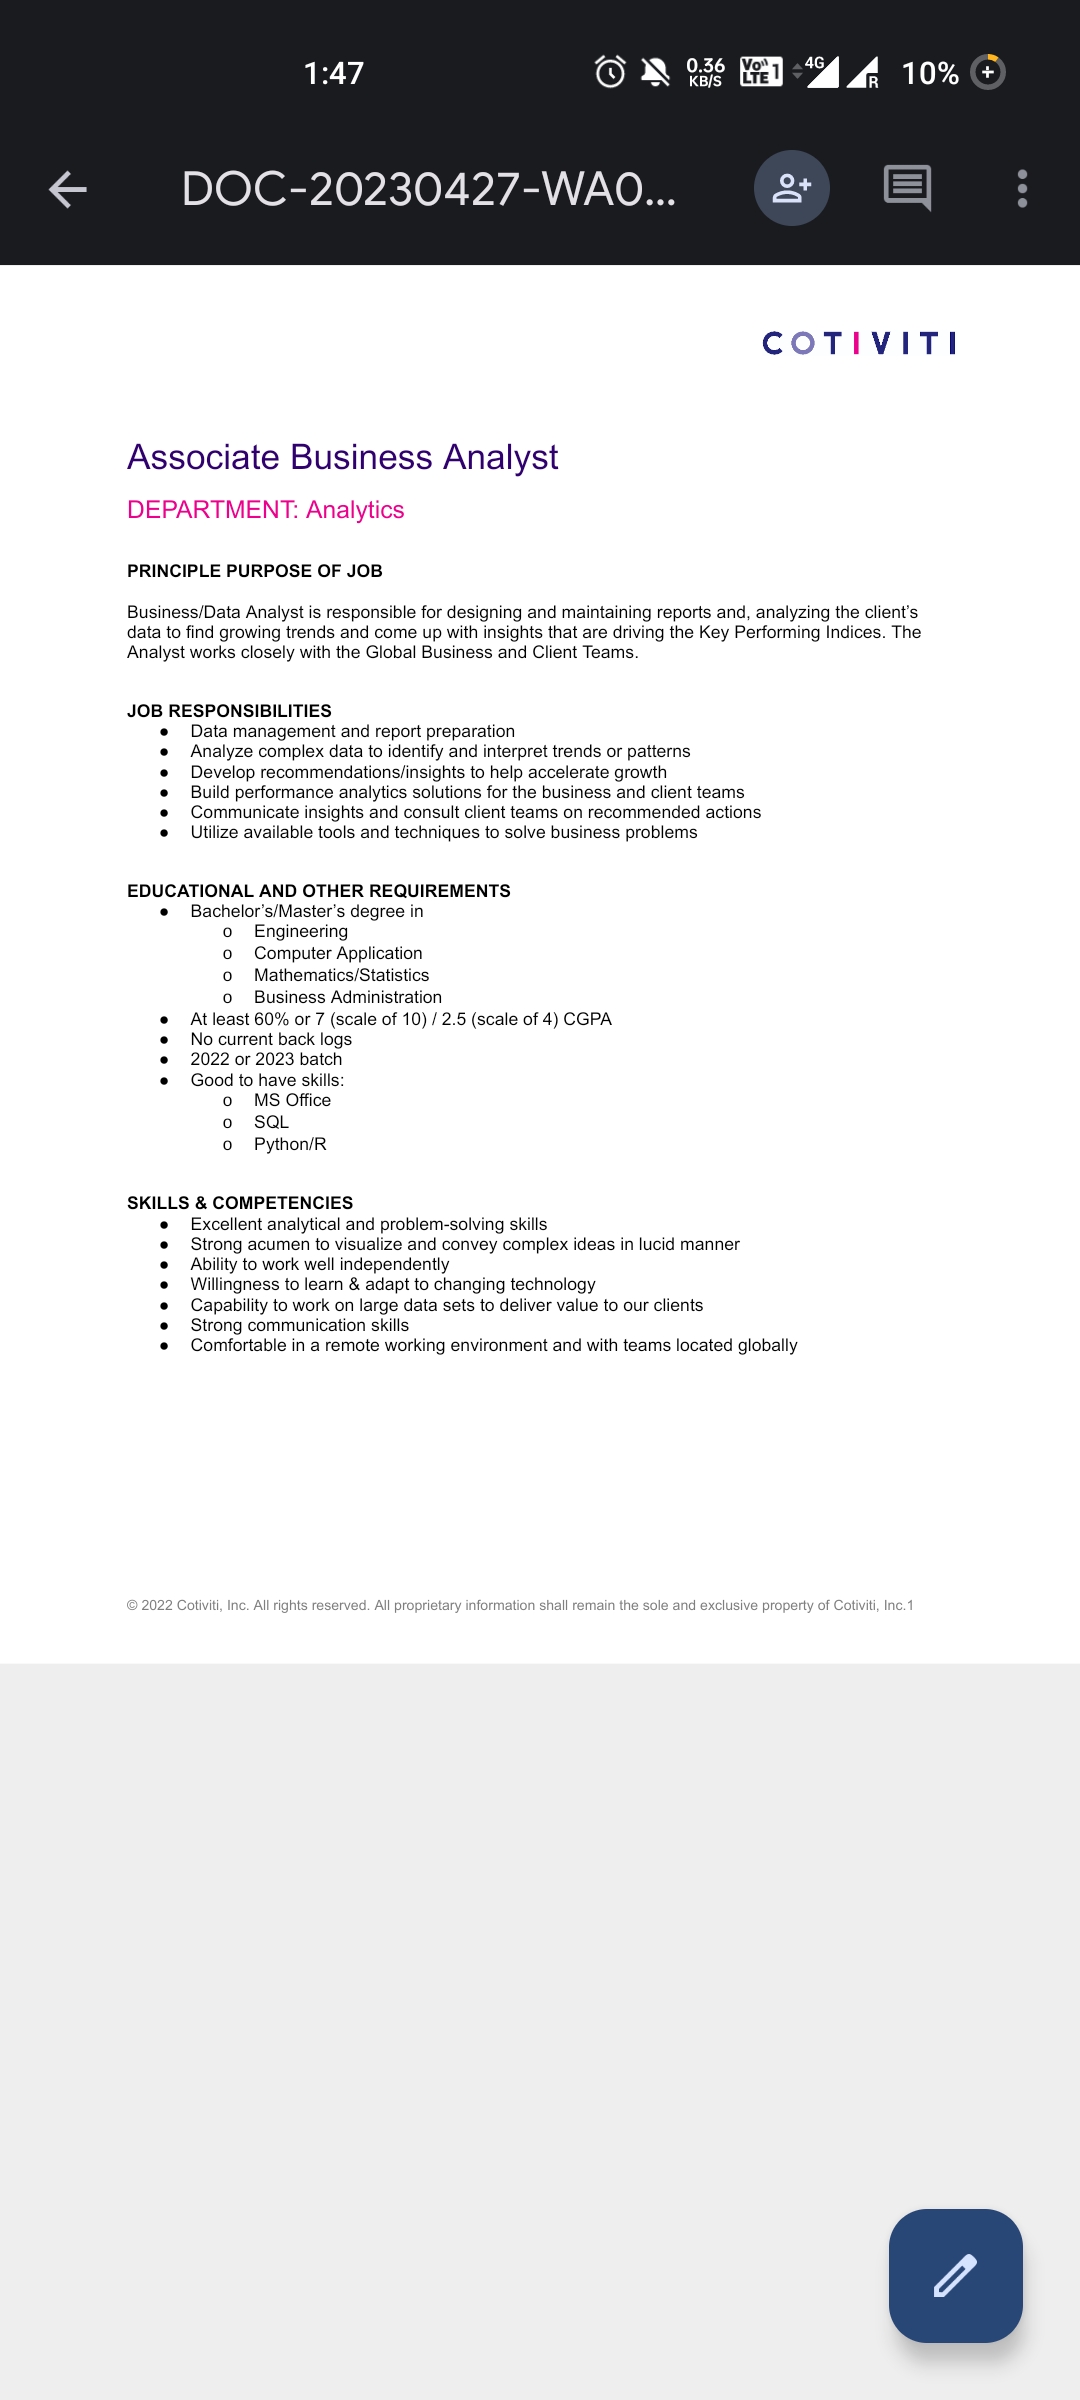 1:47
0.36
KB/S
Vo)) 1
LTE
4G
R
10%
DOC-20230427-WA0...
COTIVITI
Associate Business Analyst
DEPARTMENT: Analytics
PRINCIPLE PURPOSE OF JOB
Business/Data Analyst is responsible for designing and maintaining reports and, analyzing the client’s
data to find growing trends and come up with insights that are driving the Key Performing Indices. The
Analyst works closely with the Global Business and Client Teams.
JOB RESPONSIBILITIES
● Data management and report preparation
● Analyze complex data to identify and interpret trends or patterns
● Develop recommendations/insights to help accelerate growth
● Build performance analytics solutions for the business and client teams
● Communicate insights and consult client teams on recommended actions
● Utilize available tools and techniques to solve business problems
EDUCATIONAL AND OTHER REQUIREMENTS
● Bachelor’s/Master’s degree in
o Engineering
o Computer Application
o Mathematics/Statistics
o Business Administration
● At least 60% or 7 (scale of 10) / 2.5 (scale of 4) CGPA
● No current back logs
● 2022 or 2023 batch
● Good to have skills:
o MS Office
o SQL
o Python/R
SKILLS & COMPETENCIES
● Excellent analytical and problem-solving skills
● Strong acumen to visualize and convey complex ideas in lucid manner
● Ability to work well independently
● Willingness to learn & adapt to changing technology
● Capability to work on large data sets to deliver value to our clients
● Strong communication skills
● Comfortable in a remote working environment and with teams located globally
© 2022 Cotiviti, Inc. All rights reserved. All proprietary information shall remain the sole and exclusive property of Cotiviti, Inc.1